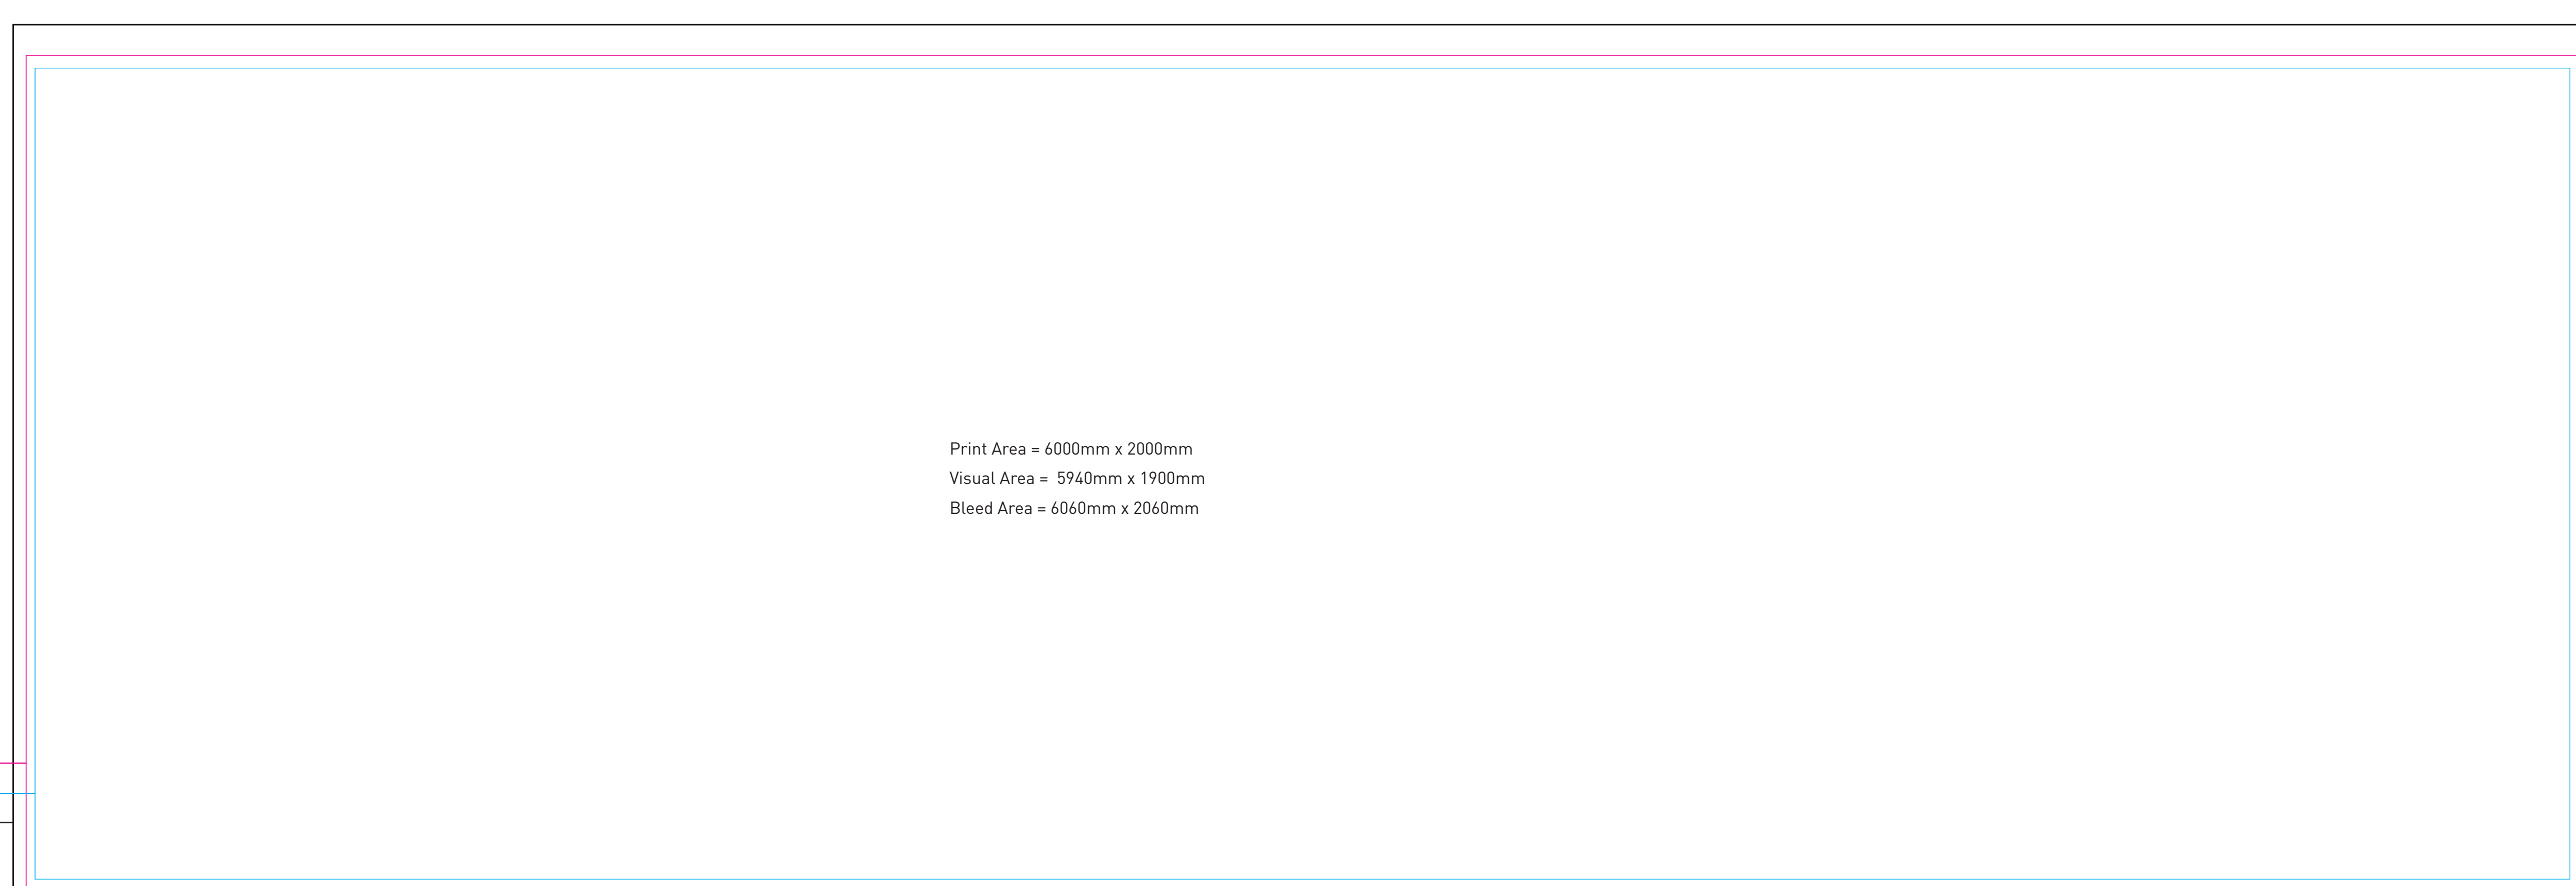 Print Area = 6000mm x 2000mm
Visual Area =  5940mm x 1900mm
Bleed Area = 6060mm x 2060mm